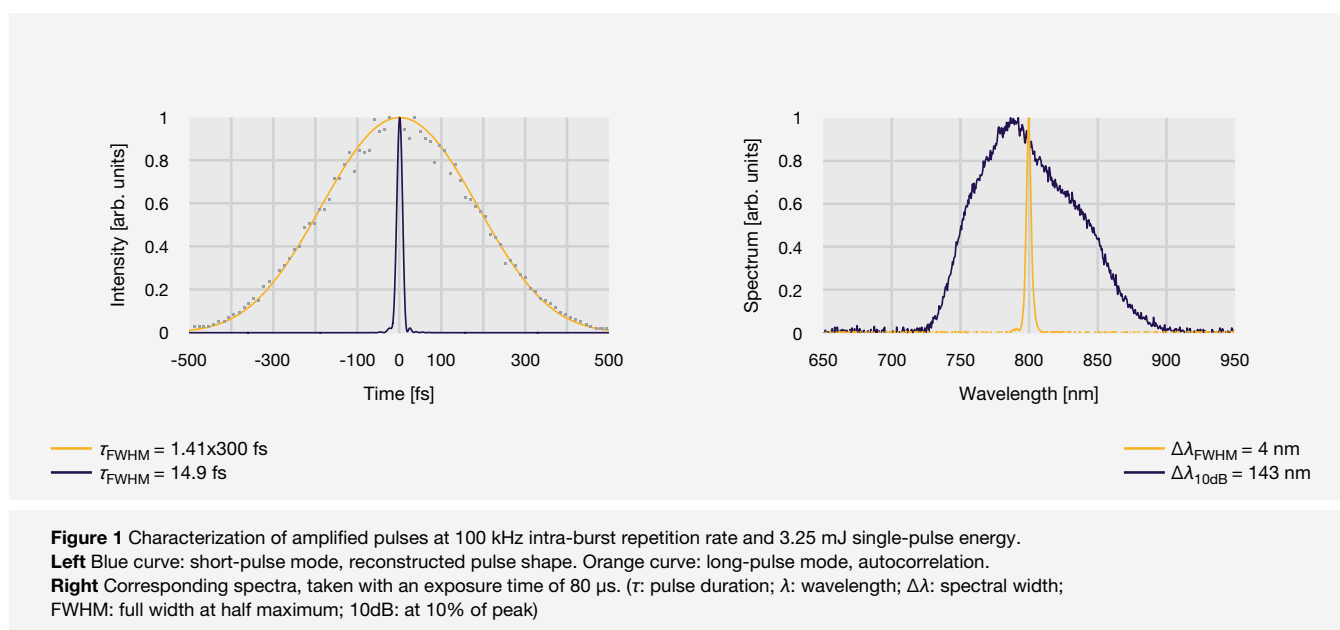 Intensity [arb. units]
1
0.8
0.6
0.4
0.2
0
-500 -300 -100 0 100 300 500
Time [fs]
τFWHM = 1.41x300 fs
τFWHM = 14.9 fs
Spectrum [arb. units]
1
0.8
0.6
0.4
0.2
0
650 700 750 800 850 900 950
Wavelength [nm]
ΔλFWHM = 4 nm
Δλ10dB = 143 nm
Figure 1 Characterization of amplified pulses at 100 kHz intra-burst repetition rate and 3.25 mJ single-pulse energy.
Left Blue curve: short-pulse mode, reconstructed pulse shape. Orange curve: long-pulse mode, autocorrelation.
Right Corresponding spectra, taken with an exposure time of 80 µs. (τ: pulse duration; λ: wavelength; Δλ: spectral width;
FWHM: full width at half maximum; 10dB: at 10% of peak)